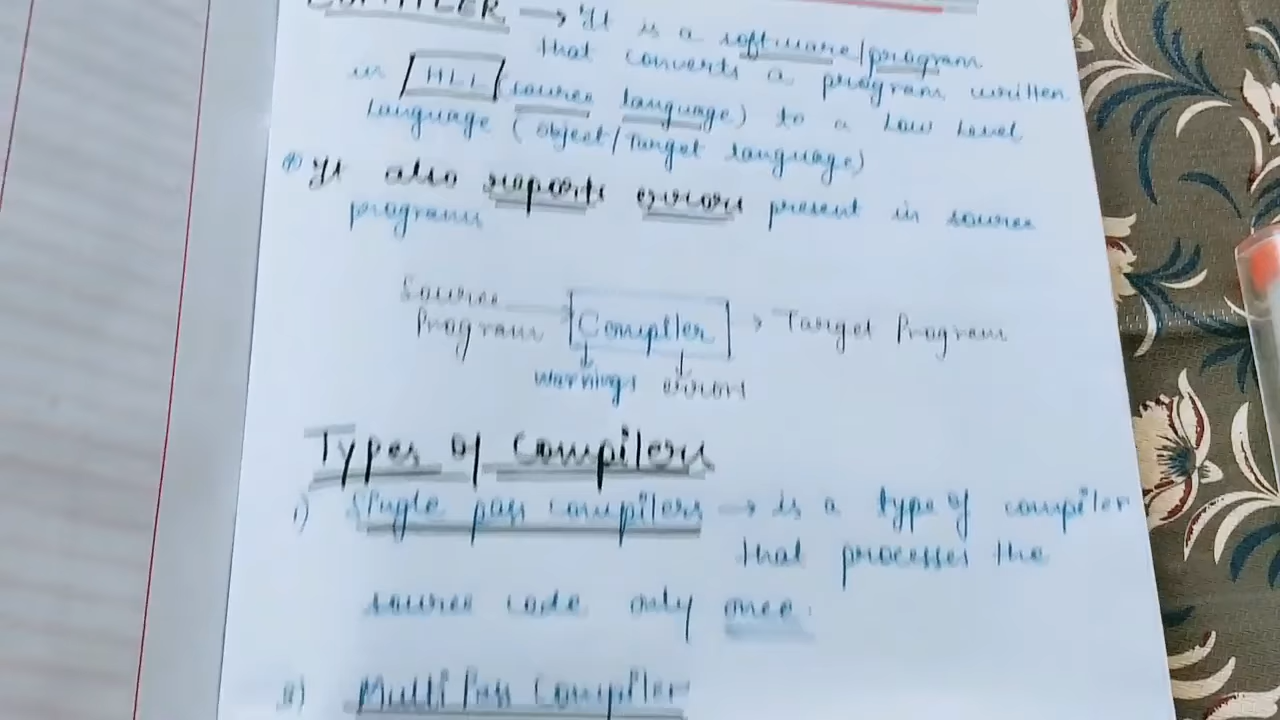 COMPILER → It is a software/program
that converts a program written
in HLL (source language) to a Low Level
Language (object/Target language)
It also reports errors present in source
program
Source
Program Compiler → Target Program
warnings errors
Types of Compilers
i) Single pass compilers → is a type of compiler
that processes the
source code only once.
ii) Multi Pass Compiler